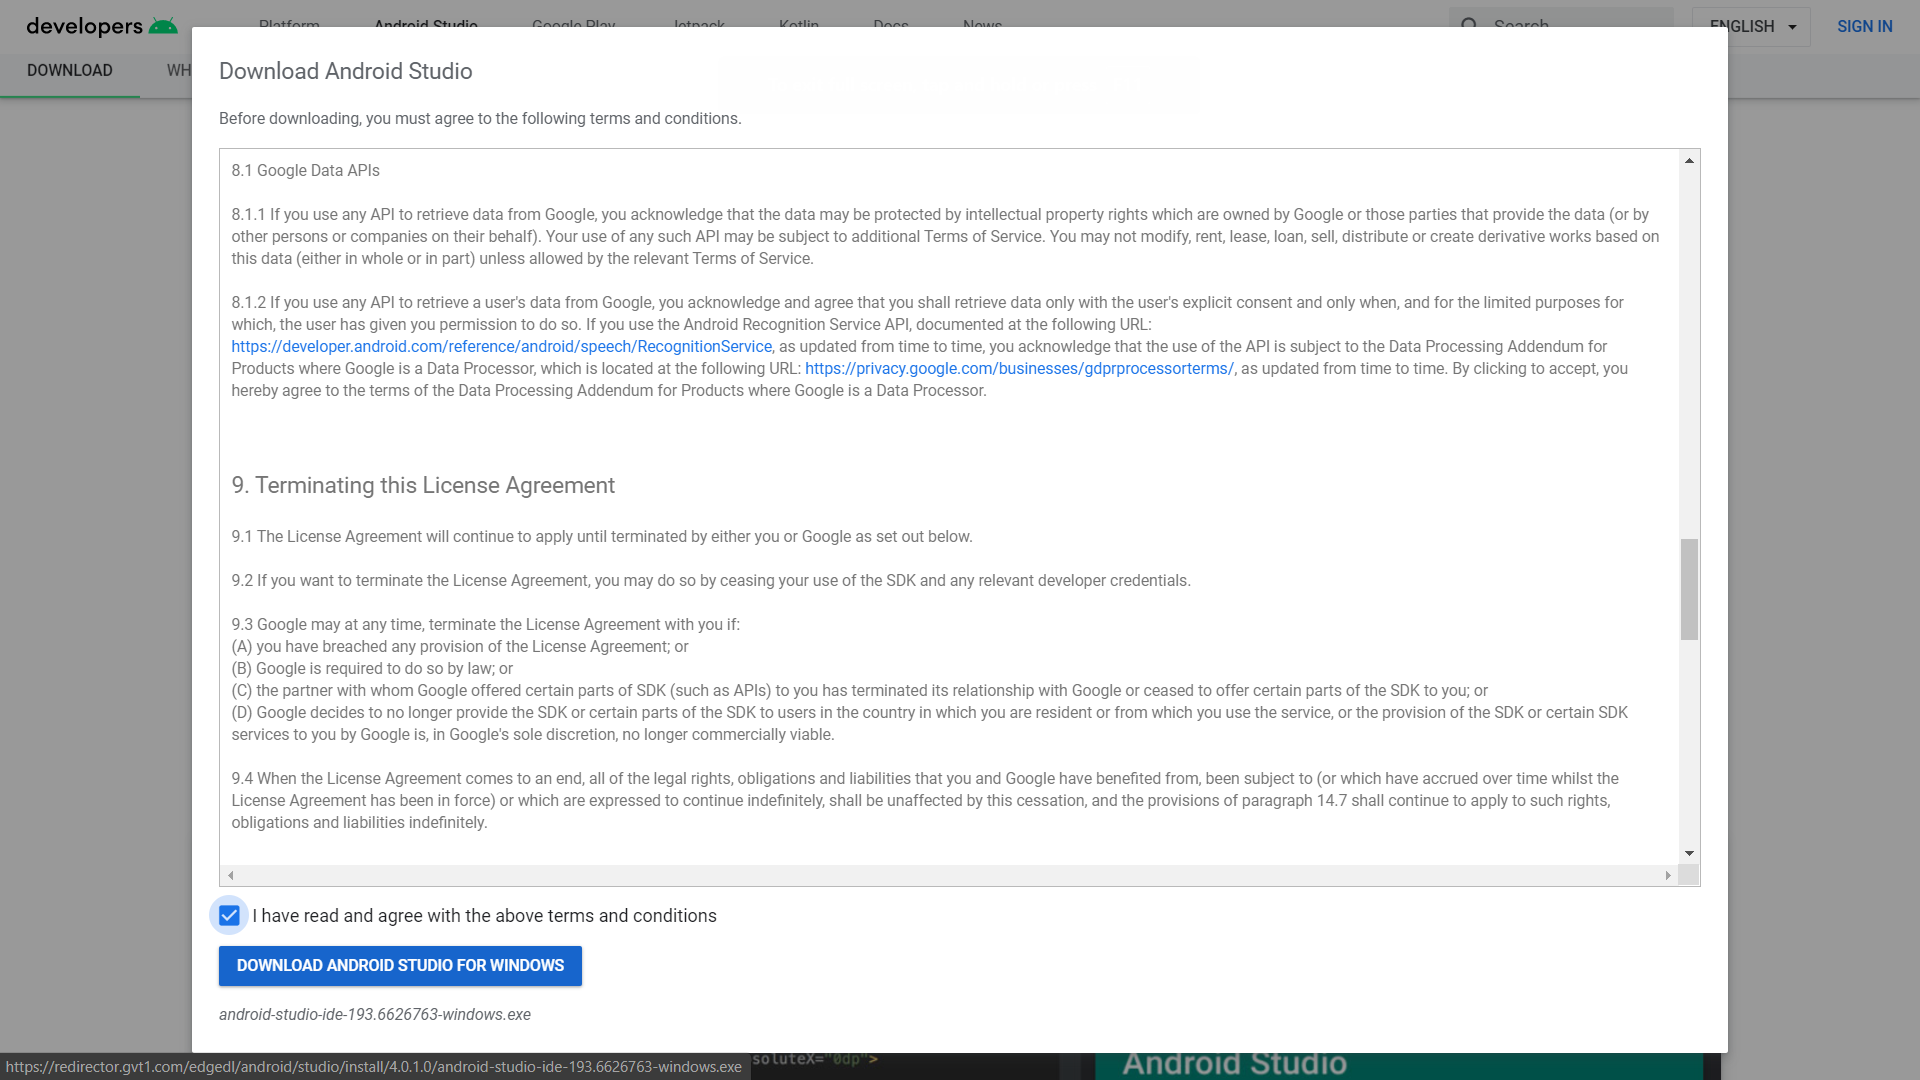 developers
Platform Android Studio Google Play Jetpack Kotlin Docs News Search ENGLISH SIGN IN
DOWNLOAD WH
Download Android Studio
Before downloading, you must agree to the following terms and conditions.
8.1 Google Data APIs
8.1.1 If you use any API to retrieve data from Google, you acknowledge that the data may be protected by intellectual property rights which are owned by Google or those parties that provide the data (or by
other persons or companies on their behalf). Your use of any such API may be subject to additional Terms of Service. You may not modify, rent, lease, loan, sell, distribute or create derivative works based on
this data (either in whole or in part) unless allowed by the relevant Terms of Service.
8.1.2 If you use any API to retrieve a user's data from Google, you acknowledge and agree that you shall retrieve data only with the user's explicit consent and only when, and for the limited purposes for
which, the user has given you permission to do so. If you use the Android Recognition Service API, documented at the following URL:
https://developer.android.com/reference/android/speech/RecognitionService, as updated from time to time, you acknowledge that the use of the API is subject to the Data Processing Addendum for
Products where Google is a Data Processor, which is located at the following URL: https://privacy.google.com/businesses/gdprprocessorterms/, as updated from time to time. By clicking to accept, you
hereby agree to the terms of the Data Processing Addendum for Products where Google is a Data Processor.
9. Terminating this License Agreement
9.1 The License Agreement will continue to apply until terminated by either you or Google as set out below.
9.2 If you want to terminate the License Agreement, you may do so by ceasing your use of the SDK and any relevant developer credentials.
9.3 Google may at any time, terminate the License Agreement with you if:
(A) you have breached any provision of the License Agreement; or
(B) Google is required to do so by law; or
(C) the partner with whom Google offered certain parts of SDK (such as APIs) to you has terminated its relationship with Google or ceased to offer certain parts of the SDK to you; or
(D) Google decides to no longer provide the SDK or certain parts of the SDK to users in the country in which you are resident or from which you use the service, or the provision of the SDK or certain SDK
services to you by Google is, in Google's sole discretion, no longer commercially viable.
9.4 When the License Agreement comes to an end, all of the legal rights, obligations and liabilities that you and Google have benefited from, been subject to (or which have accrued over time whilst the
License Agreement has been in force) or which are expressed to continue indefinitely, shall be unaffected by this cessation, and the provisions of paragraph 14.7 shall continue to apply to such rights,
obligations and liabilities indefinitely.
I have read and agree with the above terms and conditions
DOWNLOAD ANDROID STUDIO FOR WINDOWS
android-studio-ide-193.6626763-windows.exe
soluteX="0dp">
Android Studio
https://redirector.gvt1.com/edgedl/android/studio/install/4.0.1.0/android-studio-ide-193.6626763-windows.exe